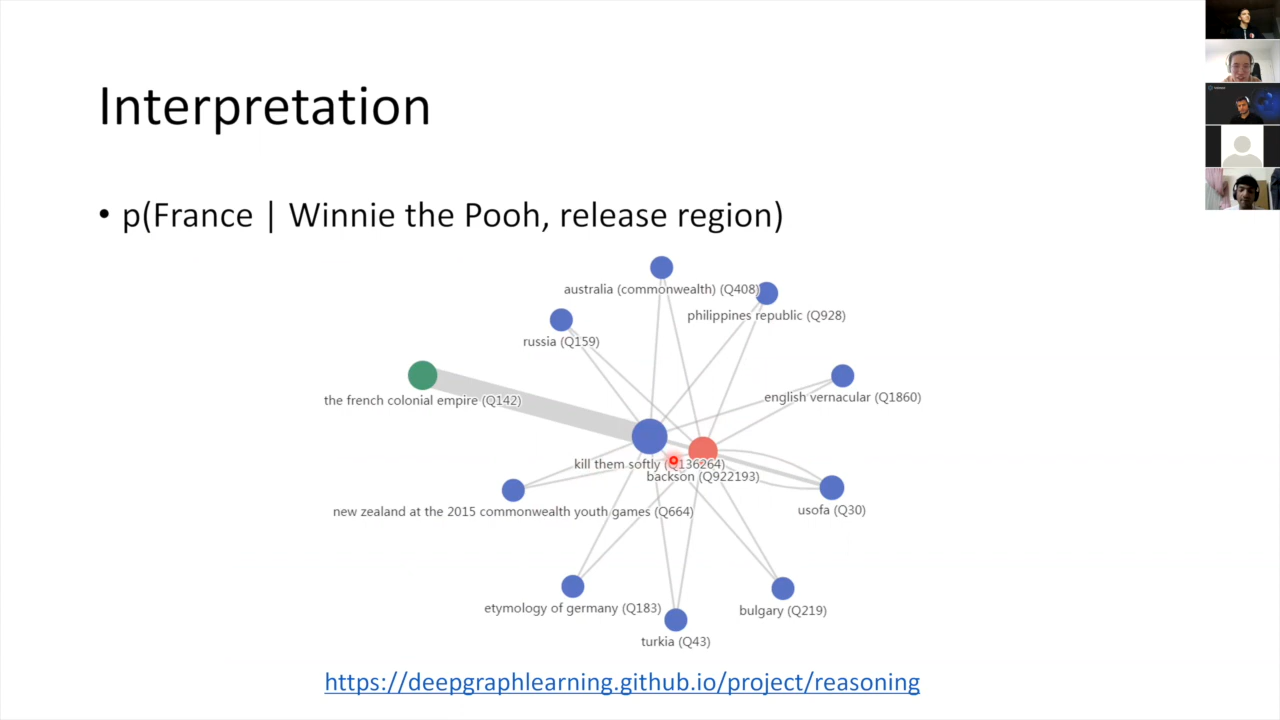 Interpretation
• p(France | Winnie the Pooh, release region)
australia (commonwealth) (Q408)
philippines republic (Q928)
russia (Q159)
english vernacular (Q1860)
the french colonial empire (Q142)
kill them softly (Q136264)
backson (Q922193)
new zealand at the 2015 commonwealth youth games (Q664)
usofa (Q30)
etymology of germany (Q183)
bulgary (Q219)
turkia (Q43)
https://deepgraphlearning.github.io/project/reasoning